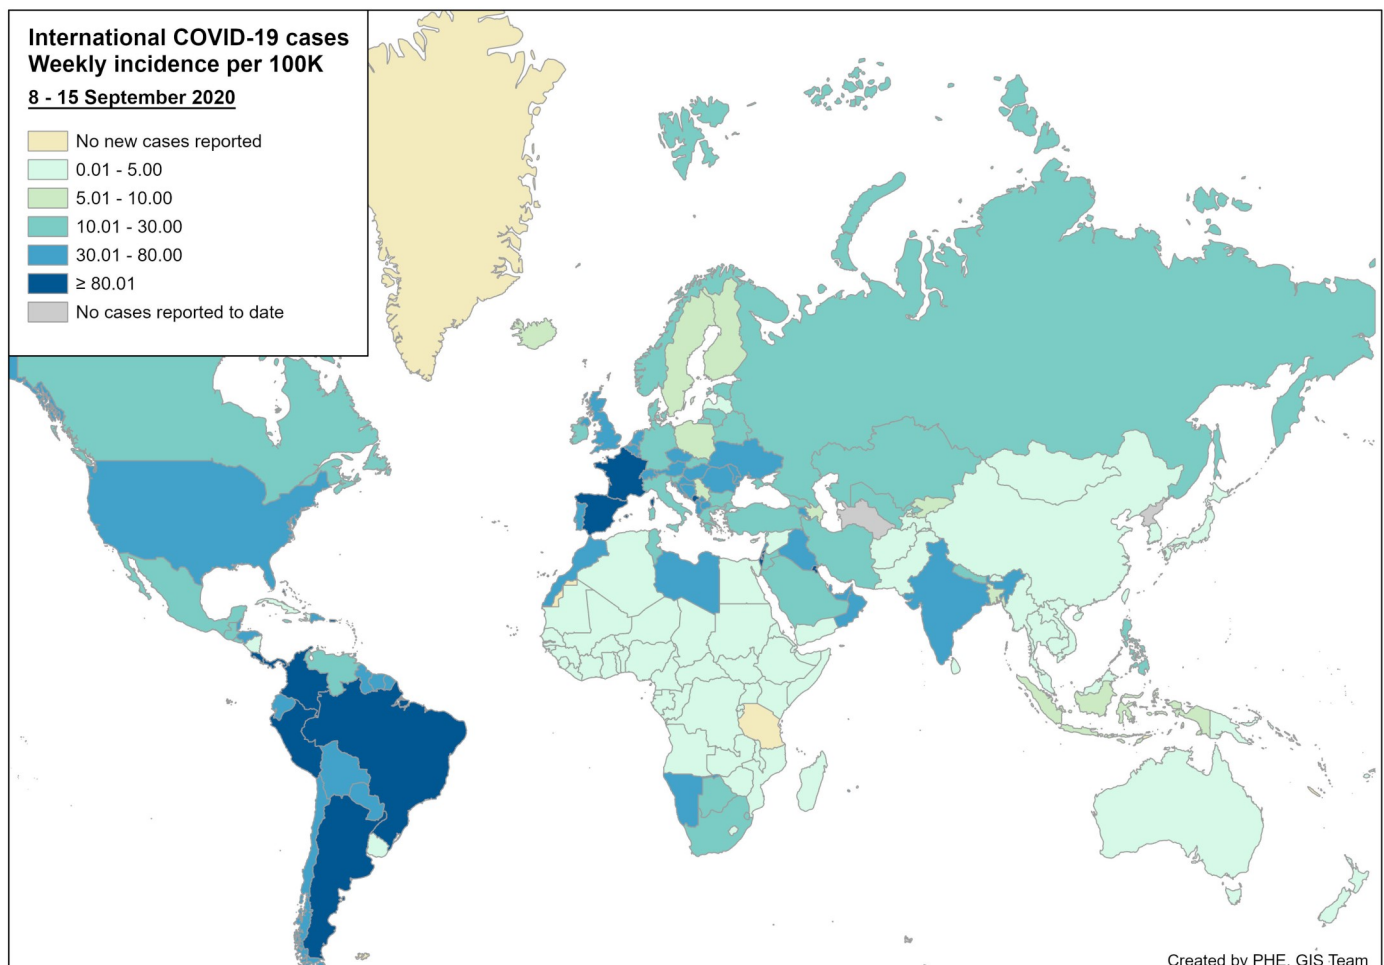 International COVID-19 cases
Weekly incidence per 100K
8 - 15 September 2020
No new cases reported
0.01 - 5.00
5.01 - 10.00
10.01 - 30.00
30.01 - 80.00
≥ 80.01
No cases reported to date
Created by PHE, GIS Team